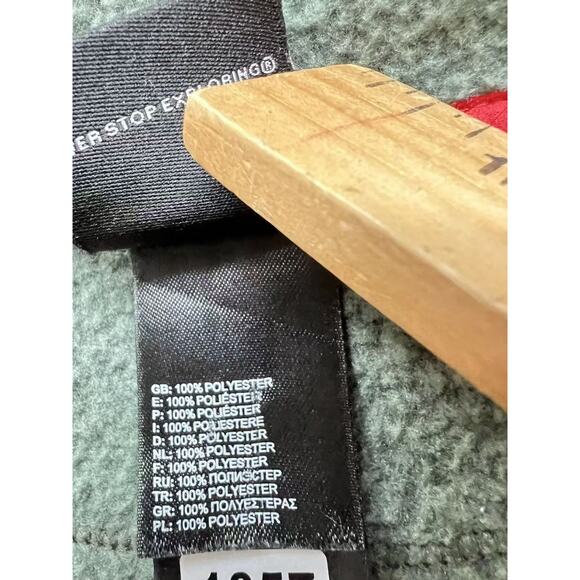 ER STOP EXPLORING®
GB: 100% POLYESTER
E: 100% POLIÉSTER
P: 100% POLIÉSTER
I: 100% POLIESTERE
D: 100% POLYESTER
NL: 100% POLYESTER
F: 100% POLYESTER
RU: 100% ПОЛИЭСТЕР
TR: 100% POLYESTER
GR: 100% ΠΟΛΥΕΣΤΕΡΑΣ
PL: 100% POLYESTER
1